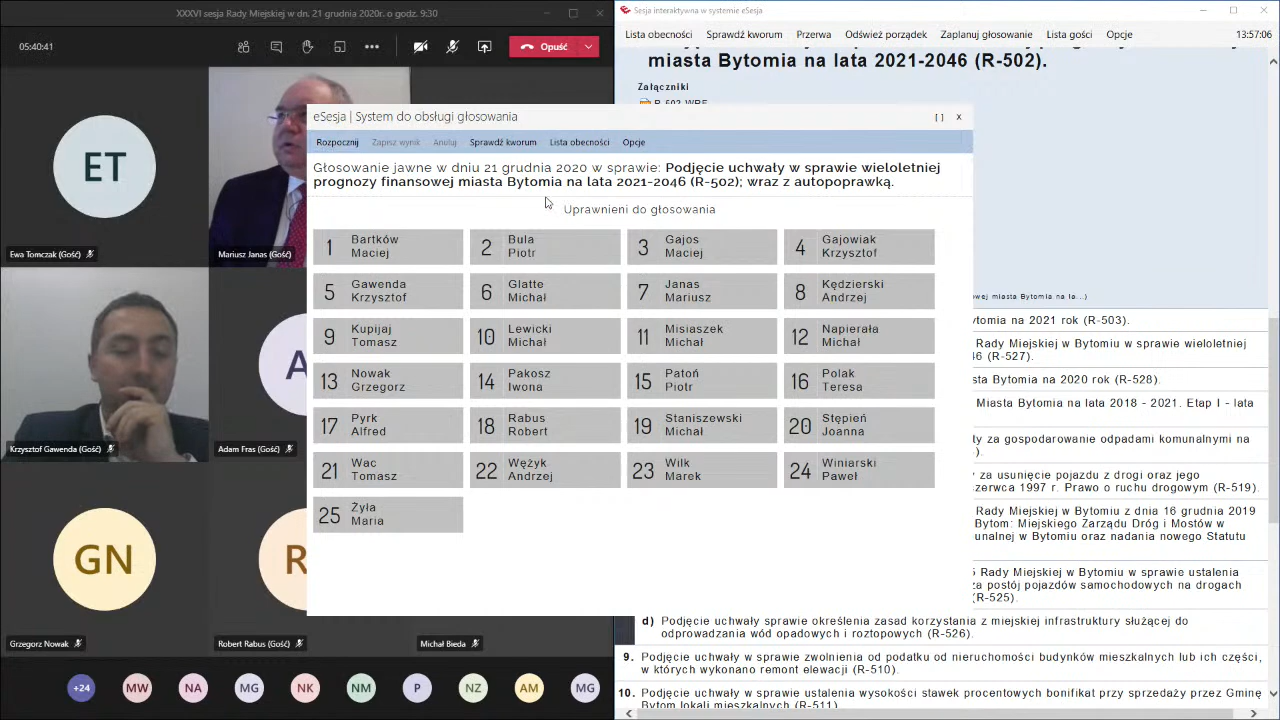 XXXVI sesja Rady Miejskiej w dn. 21 grudnia 2020r. o godz. 9:30
05:40:41
Opuść
ET
Ewa Tomczak (Gość)
Mariusz Janas (Gość)
Krzysztof Gawenda (Gość)
A
Adam Fras (Gość)
GN
Grzegorz Nowak
R
Robert Rabus (Gość)
Michał Bieda
+24
MW
NA
MG
NK
NM
P
NZ
AM
MG
Sesja interaktywna w systemie eSesja
Lista obecności Sprawdź kworum Przerwa Odśwież porządek Zaplanuj głosowanie Lista gości Opcje
13:57:06
miasta Bytomia na lata 2021-2046 (R-502).
Załączniki
eSesja | System do obsługi głosowania
[ ] x
Rozpocznij Zapisz wynik Anuluj Sprawdź kworum Lista obecności Opcje
Głosowanie jawne w dniu 21 grudnia 2020 w sprawie: Podjęcie uchwały w sprawie wieloletniej
prognozy finansowej miasta Bytomia na lata 2021-2046 (R-502); wraz z autopoprawką.
Uprawnieni do głosowania
1 Bartków Maciej
2 Bula Piotr
3 Gajos Maciej
4 Gajowiak Krzysztof
5 Gawenda Krzysztof
6 Glatte Michał
7 Janas Mariusz
8 Kędzierski Andrzej
9 Kupijaj Tomasz
10 Lewicki Michał
11 Misiaszek Michał
12 Napierała Michał
13 Nowak Grzegorz
14 Pakosz Iwona
15 Patoń Piotr
16 Polak Teresa
17 Pyrk Alfred
18 Rabus Robert
19 Staniszewski Michał
20 Stępień Joanna
21 Wac Tomasz
22 Wężyk Andrzej
23 Wilk Marek
24 Winiarski Paweł
25 Żyła Maria
wej miasta Bytomia na la...)
ytomia na 2021 rok (R-503).
Rady Miejskiej w Bytomiu w sprawie wieloletniej
6 (R-527).
sta Bytomia na 2020 rok (R-528).
Miasta Bytomia na lata 2018 - 2021. Etap I - lata
ty za gospodarowanie odpadami komunalnymi na
).
y za usunięcie pojazdu z drogi oraz jego
czerwca 1997 r. Prawo o ruchu drogowym (R-519).
Rady Miejskiej w Bytomiu z dnia 16 grudnia 2019
Bytom: Miejskiego Zarządu Dróg i Mostów w
unalnej w Bytomiu oraz nadania nowego Statutu
Rady Miejskiej w Bytomiu w sprawie ustalenia
za postój pojazdów samochodowych na drogach
(R-525).
d) Podjęcie uchwały sprawie określenia zasad korzystania z miejskiej infrastruktury służącej do
odprowadzania wód opadowych i roztopowych (R-526).
9. Podjęcie uchwały w sprawie zwolnienia od podatku od nieruchomości budynków mieszkalnych lub ich części,
w których wykonano remont elewacji (R-510).
10. Podjęcie uchwały w sprawie ustalenia wysokości stawek procentowych bonifikat przy sprzedaży przez Gminę
Bytom lokali mieszkalnych (R-511).